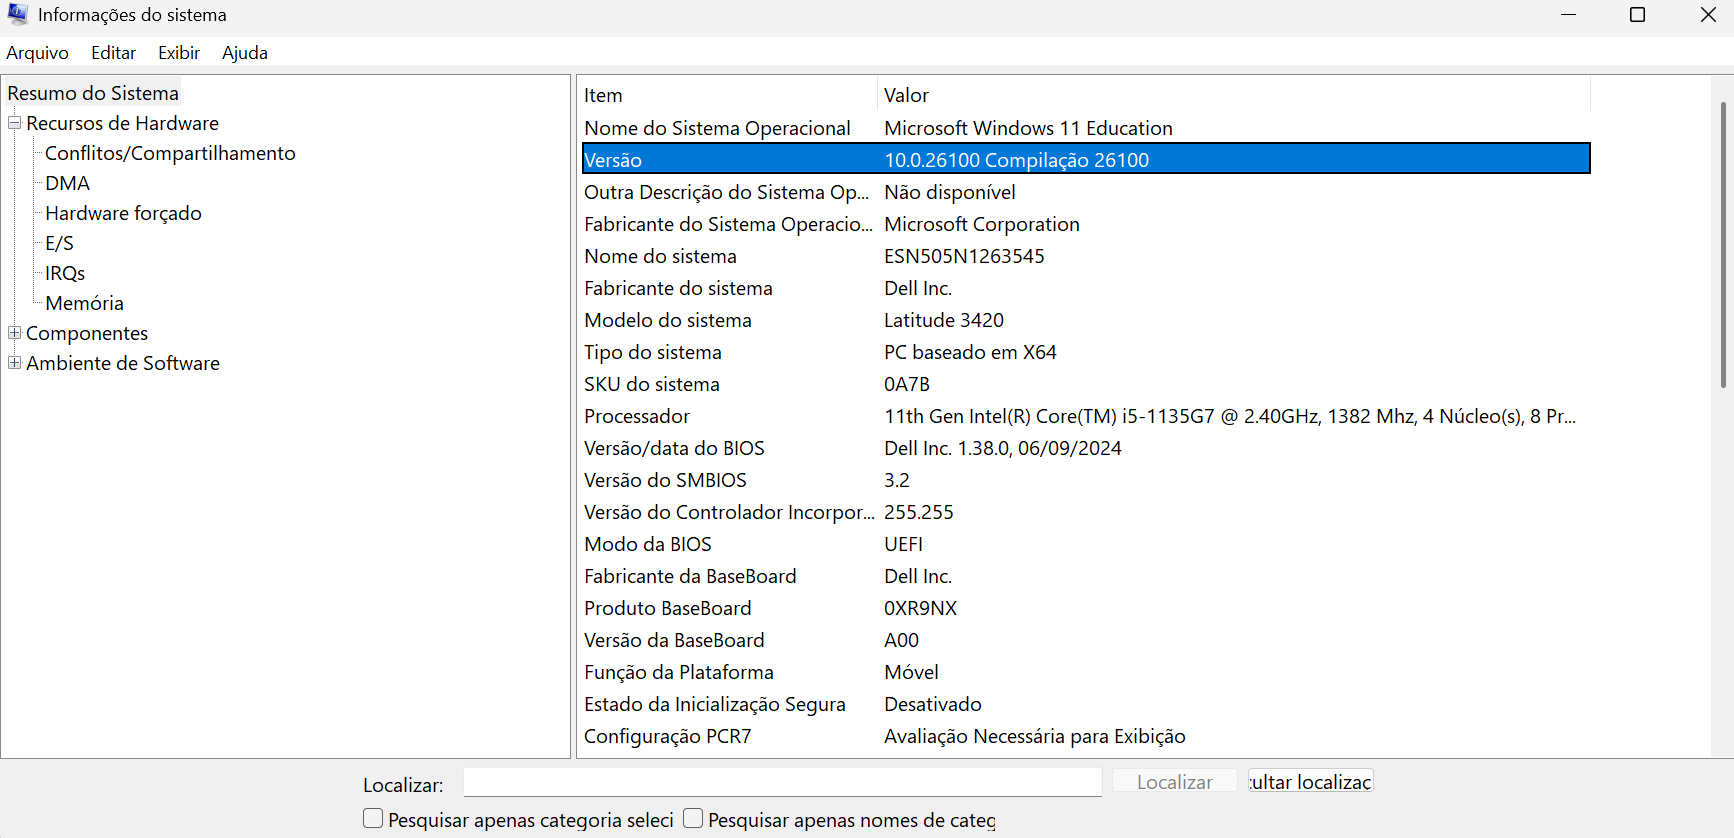 Informações do sistema
Arquivo Editar Exibir Ajuda
Resumo do Sistema
Recursos de Hardware
Conflitos/Compartilhamento
DMA
Hardware forçado
E/S
IRQs
Memória
Componentes
Ambiente de Software
Item Valor
Nome do Sistema Operacional Microsoft Windows 11 Education
Versão 10.0.26100 Compilação 26100
Outra Descrição do Sistema Op... Não disponível
Fabricante do Sistema Operacio... Microsoft Corporation
Nome do sistema ESN505N1263545
Fabricante do sistema Dell Inc.
Modelo do sistema Latitude 3420
Tipo do sistema PC baseado em X64
SKU do sistema 0A7B
Processador 11th Gen Intel(R) Core(TM) i5-1135G7 @ 2.40GHz, 1382 Mhz, 4 Núcleo(s), 8 Pr...
Versão/data do BIOS Dell Inc. 1.38.0, 06/09/2024
Versão do SMBIOS 3.2
Versão do Controlador Incorpor... 255.255
Modo da BIOS UEFI
Fabricante da BaseBoard Dell Inc.
Produto BaseBoard 0XR9NX
Versão da BaseBoard A00
Função da Plataforma Móvel
Estado da Inicialização Segura Desativado
Configuração PCR7 Avaliação Necessária para Exibição
Localizar: Localizar cultar localizaç
Pesquisar apenas categoria seleci Pesquisar apenas nomes de categ